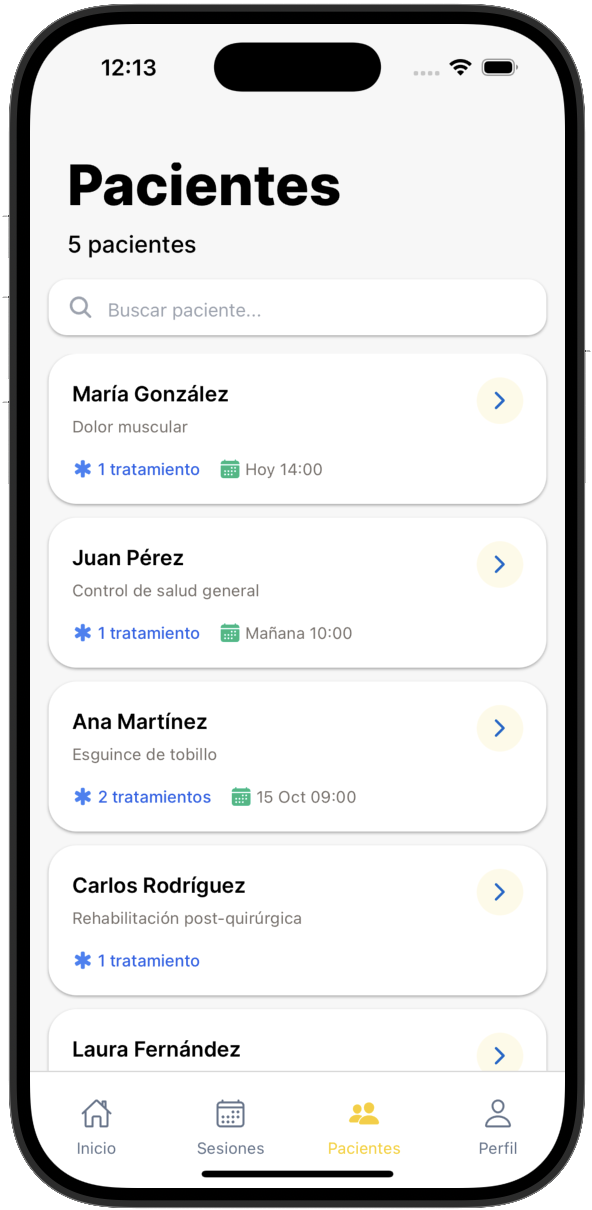 12:13
Pacientes
5 pacientes
Buscar paciente...
María González
Dolor muscular
1 tratamiento Hoy 14:00
Juan Pérez
Control de salud general
1 tratamiento Mañana 10:00
Ana Martínez
Esguince de tobillo
2 tratamientos 15 Oct 09:00
Carlos Rodríguez
Rehabilitación post-quirúrgica
1 tratamiento
Laura Fernández
Inicio Sesiones Pacientes Perfil